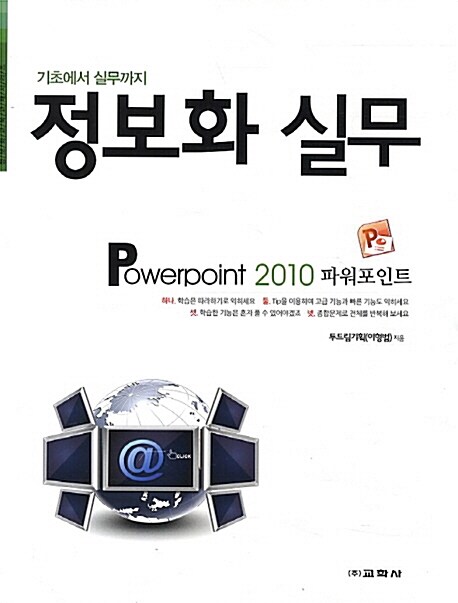 기초에서 실무까지
정보화 실무
Powerpoint 2010 파워포인트
하나, 학습은 따라하기로 익히세요 둘, Tip을 이용하여 고급 기능과 빠른 기능도 익히세요
셋, 학습한 기능은 혼자 풀 수 있어야겠죠 넷, 종합문제로 전체를 반복해 보세요
투드림기획(이형범) 지음
@ CLICK
(주) 교학사